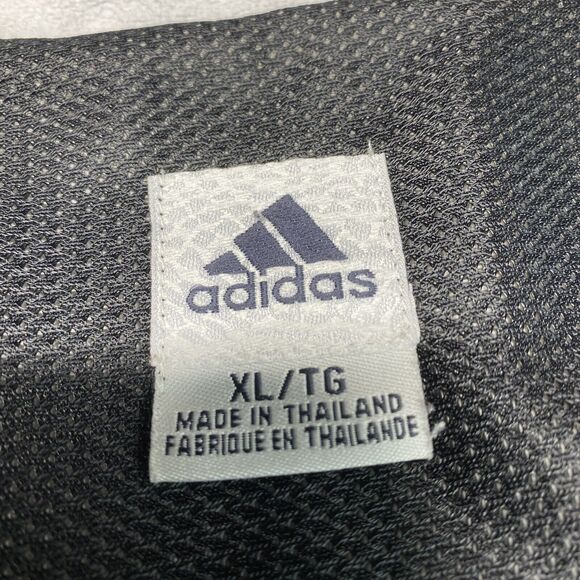 adidas
XL/TG
MADE IN THAILAND
FABRIQUE EN THAILANDE